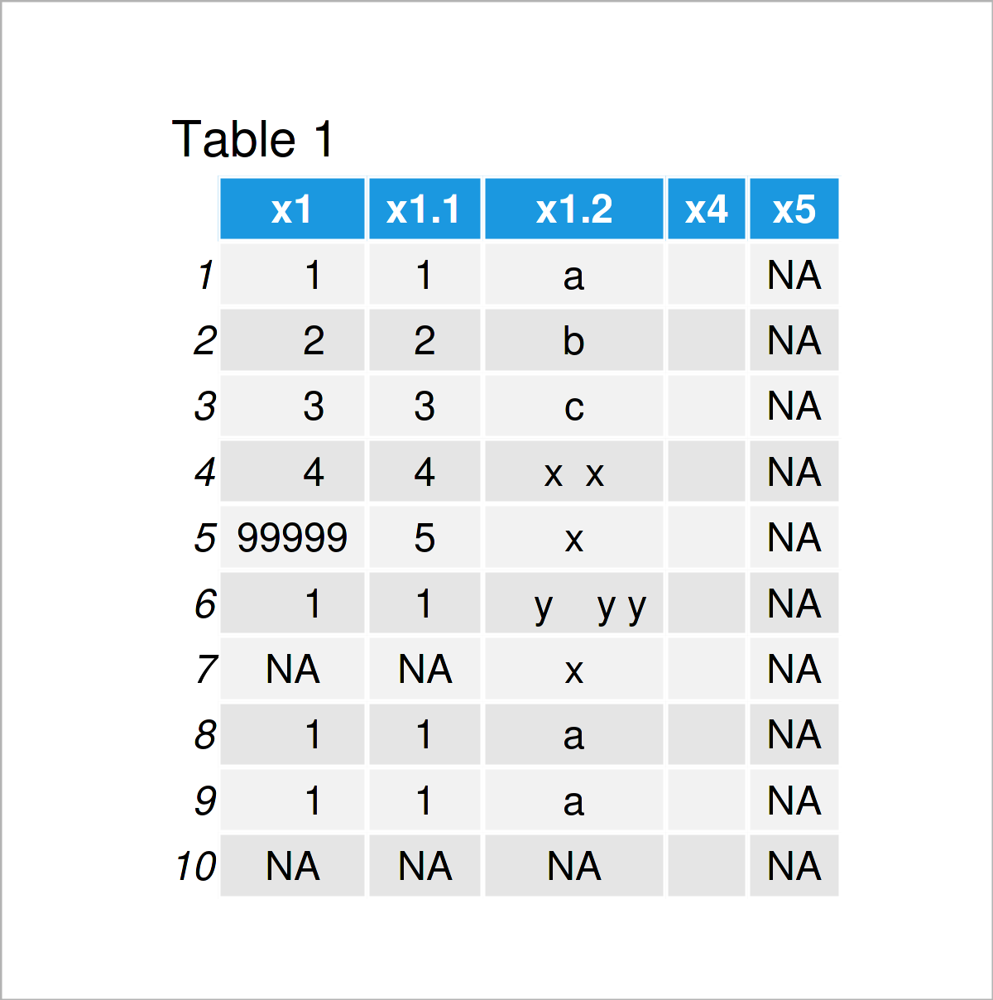 Table 1
x1 x1.1 x1.2 x4 x5
1 1 1 a NA
2 2 2 b NA
3 3 3 c NA
4 4 4 x  x NA
5 99999 5 x NA
6 1 1 y    y y NA
7 NA NA x NA
8 1 1 a NA
9 1 1 a NA
10 NA NA NA NA